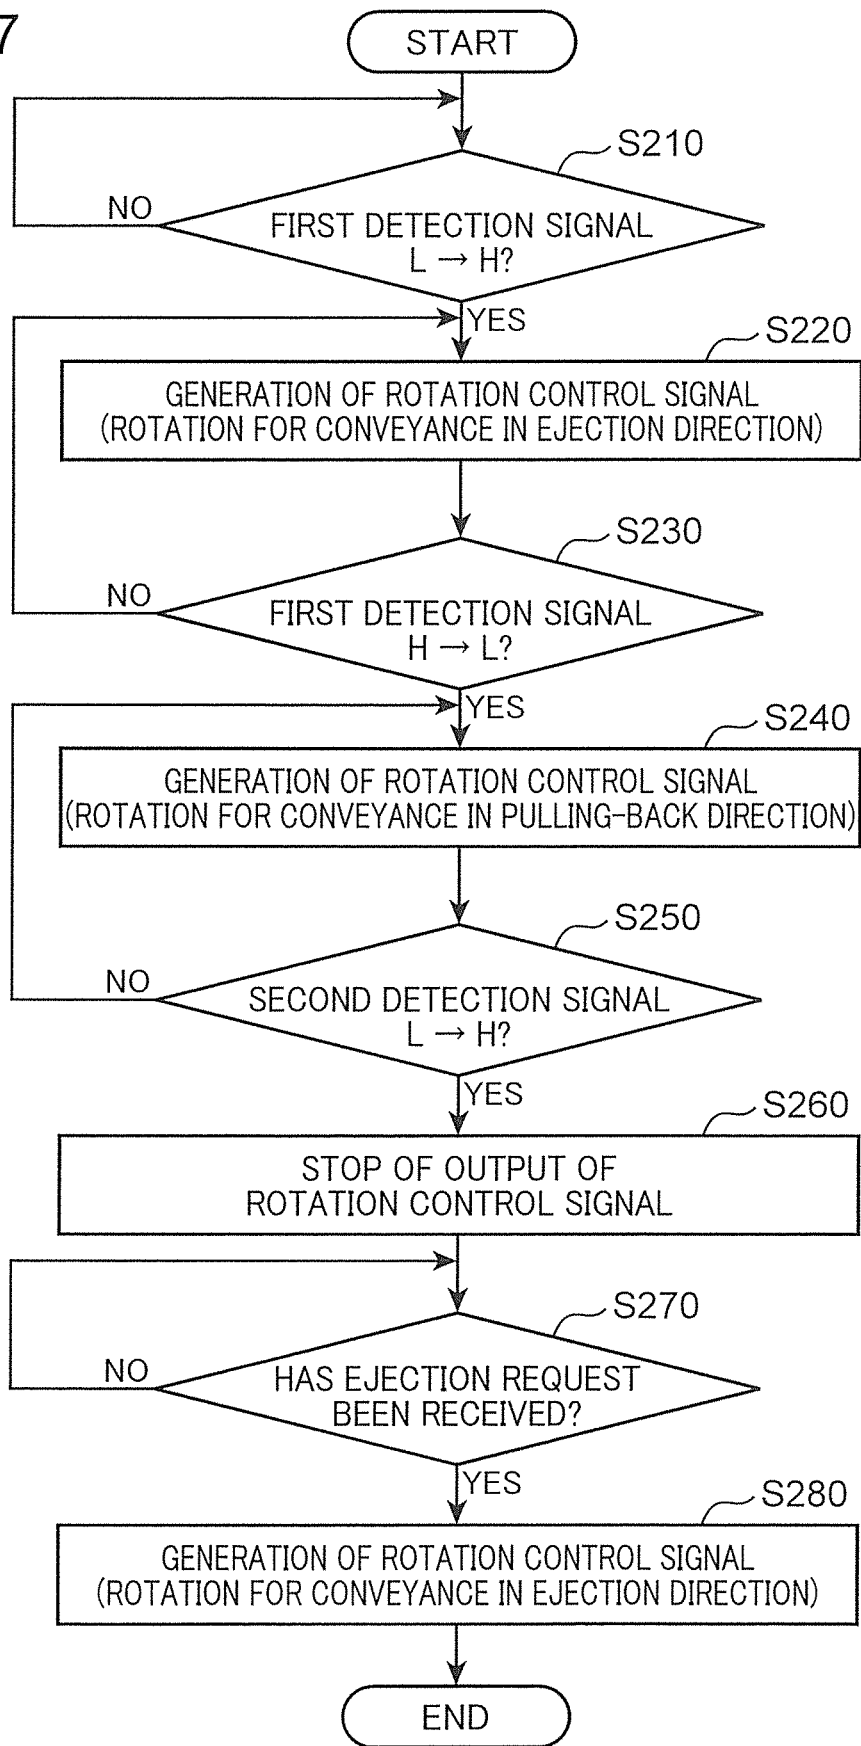 7
START
S210
NO
FIRST DETECTION SIGNAL
L → H?
YES
S220
GENERATION OF ROTATION CONTROL SIGNAL
(ROTATION FOR CONVEYANCE IN EJECTION DIRECTION)
S230
NO
FIRST DETECTION SIGNAL
H → L?
YES
S240
GENERATION OF ROTATION CONTROL SIGNAL
(ROTATION FOR CONVEYANCE IN PULLING-BACK DIRECTION)
S250
NO
SECOND DETECTION SIGNAL
L → H?
YES
S260
STOP OF OUTPUT OF
ROTATION CONTROL SIGNAL
S270
NO
HAS EJECTION REQUEST
BEEN RECEIVED?
YES
S280
GENERATION OF ROTATION CONTROL SIGNAL
(ROTATION FOR CONVEYANCE IN EJECTION DIRECTION)
END